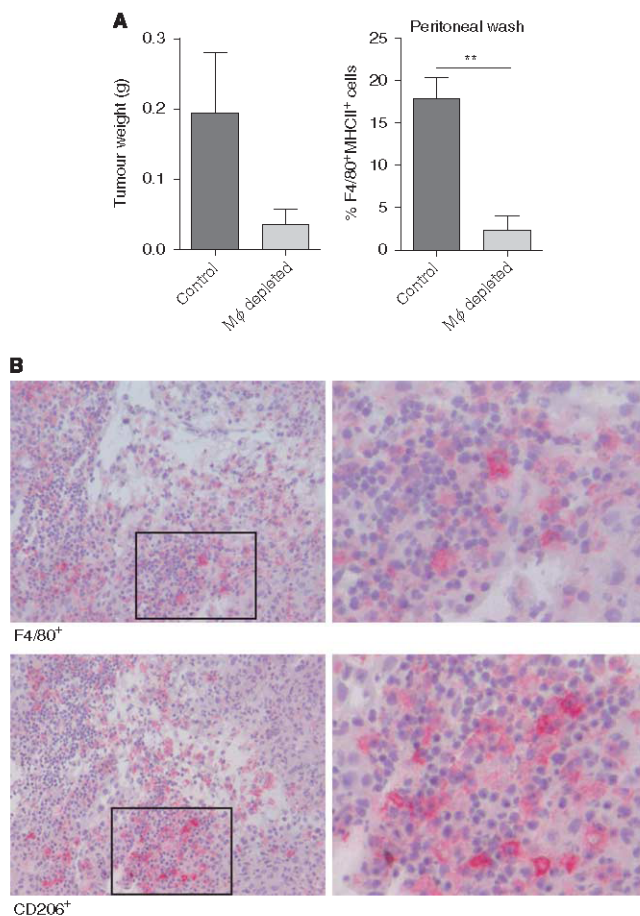 A
Tumour weight (g)
0.3
0.2
0.1
0.0
Control
Mϕ depleted
Peritoneal wash
% F4/80⁺MHCII⁺ cells
25
20
15
10
5
0
**
Control
Mϕ depleted
B
F4/80⁺
CD206⁺